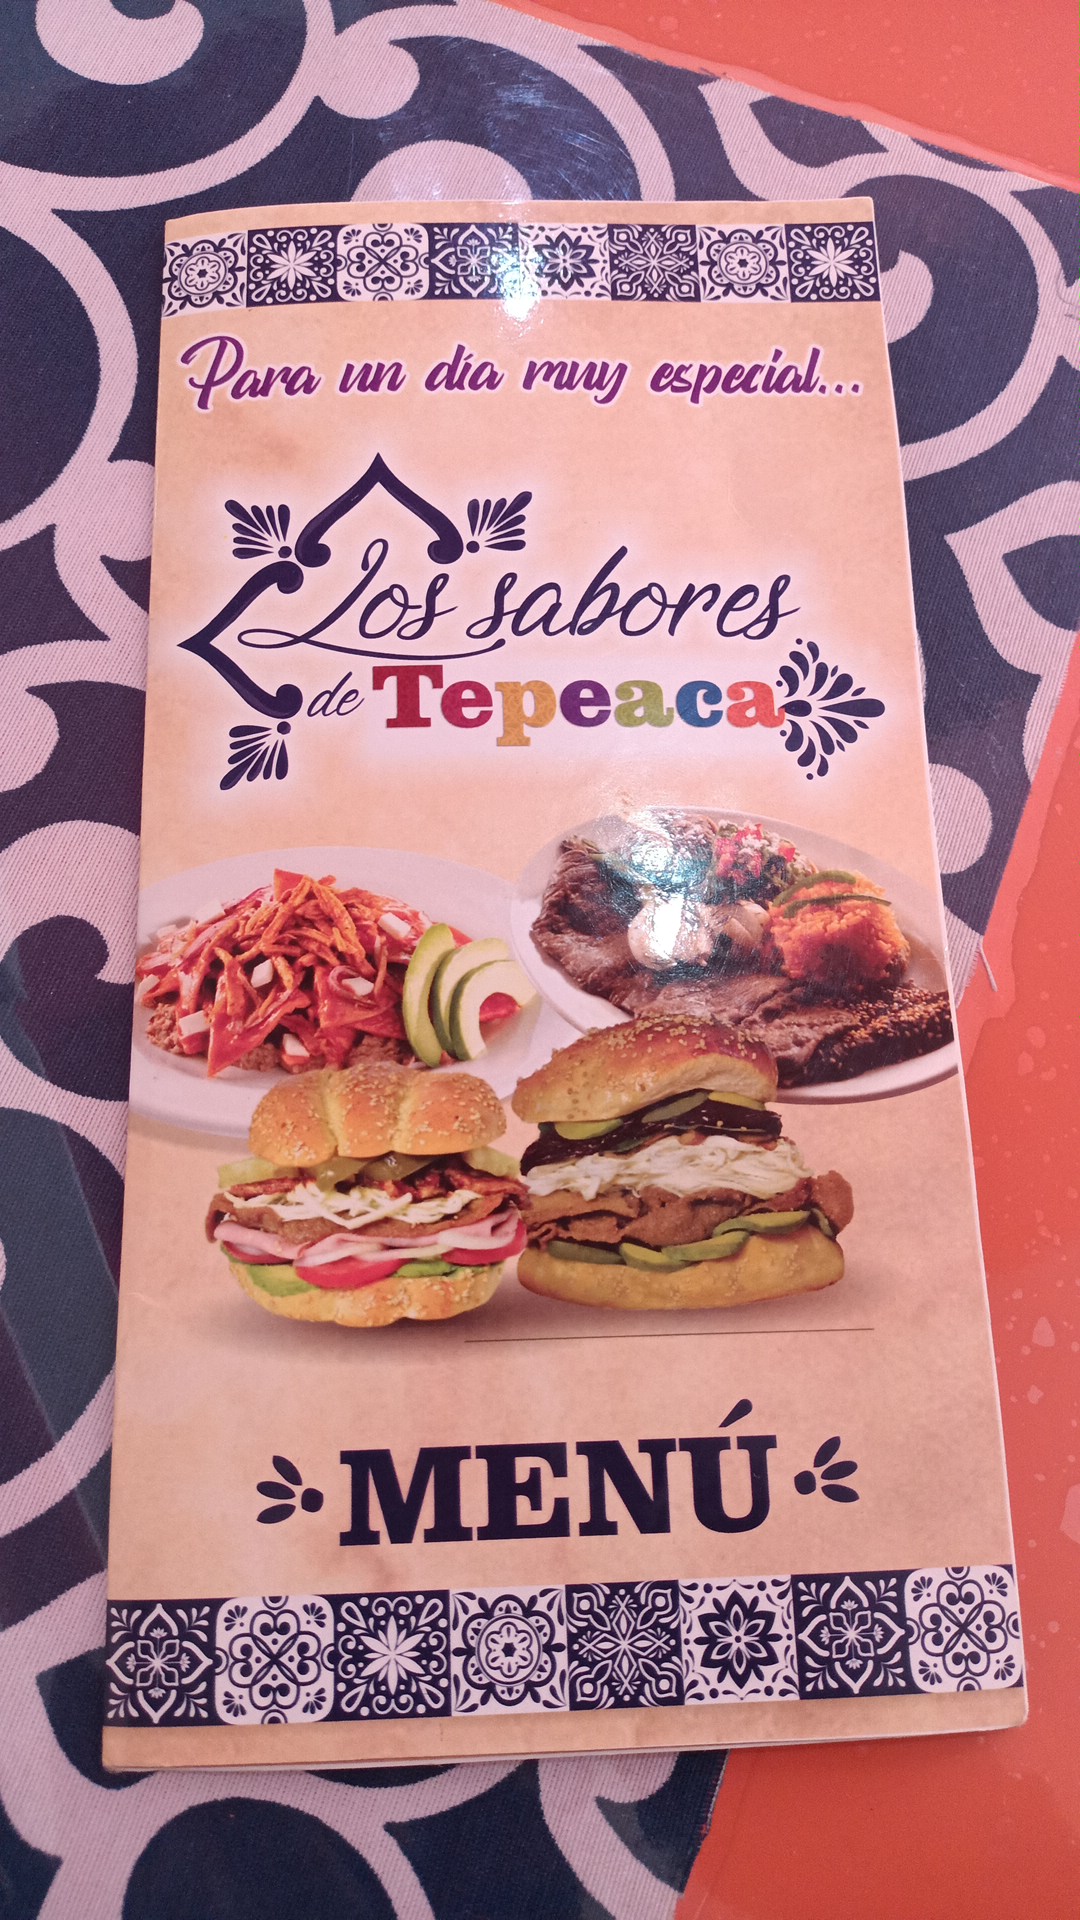 Para un día muy especial...
Los sabores
de Tepeaca
MENÚ